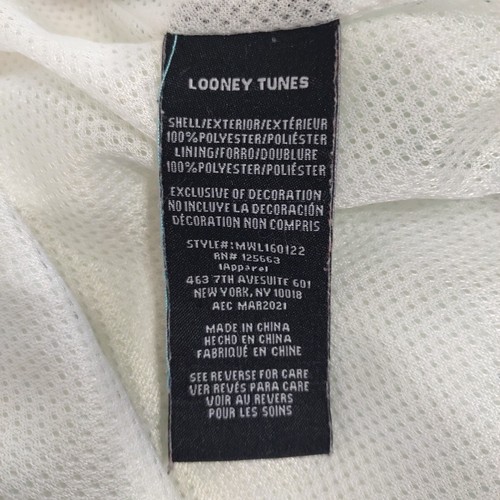 LOONEY TUNES
SHELL/EXTERIOR/EXTÉRIEUR
100%POLYESTER/POLIÉSTER
LINING/FORRO/DOUBLURE
100%POLYESTER/POLIÉSTER
EXCLUSIVE OF DECORATION
NO INCLUYE LA DECORACIÓN
DÉCORATION NON COMPRIS
STYLE#:MWL160122
RN# 125663
1Apparel
463 7TH AVESUITE 601
NEW YORK, NY 10018
AEC MAR2021
MADE IN CHINA
HECHO EN CHINA
FABRIQUÉ EN CHINE
SEE REVERSE FOR CARE
VER REVÉS PARA CARE
VOIR AU REVERS
POUR LES SOINS